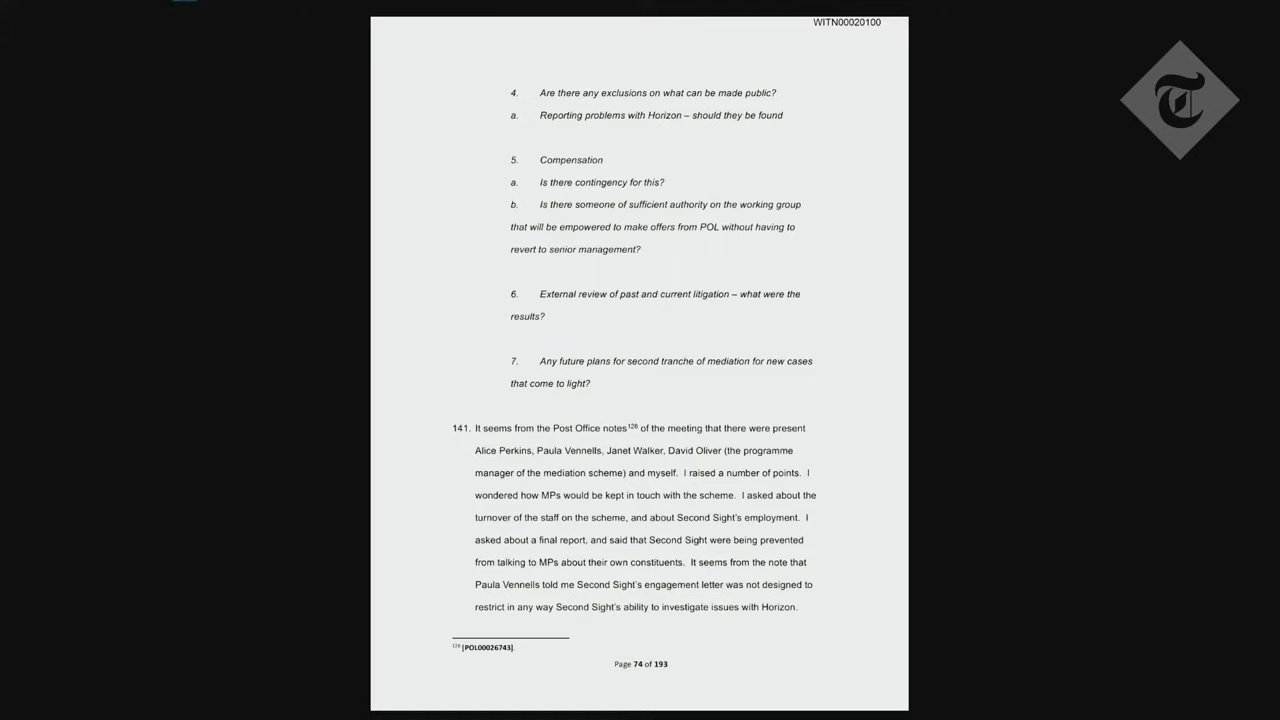 WITN00020100
4. Are there any exclusions on what can be made public?
a. Reporting problems with Horizon – should they be found
5. Compensation
a. Is there contingency for this?
b. Is there someone of sufficient authority on the working group
that will be empowered to make offers from POL without having to
revert to senior management?
6. External review of past and current litigation – what were the
results?
7. Any future plans for second tranche of mediation for new cases
that come to light?
141. It seems from the Post Office notes126 of the meeting that there were present
Alice Perkins, Paula Vennells, Janet Walker, David Oliver (the programme
manager of the mediation scheme) and myself. I raised a number of points. I
wondered how MPs would be kept in touch with the scheme. I asked about the
turnover of the staff on the scheme, and about Second Sight's employment. I
asked about a final report, and said that Second Sight were being prevented
from talking to MPs about their own constituents. It seems from the note that
Paula Vennells told me Second Sight's engagement letter was not designed to
restrict in any way Second Sight's ability to investigate issues with Horizon.
126 [POL00026743].
Page 74 of 193
T